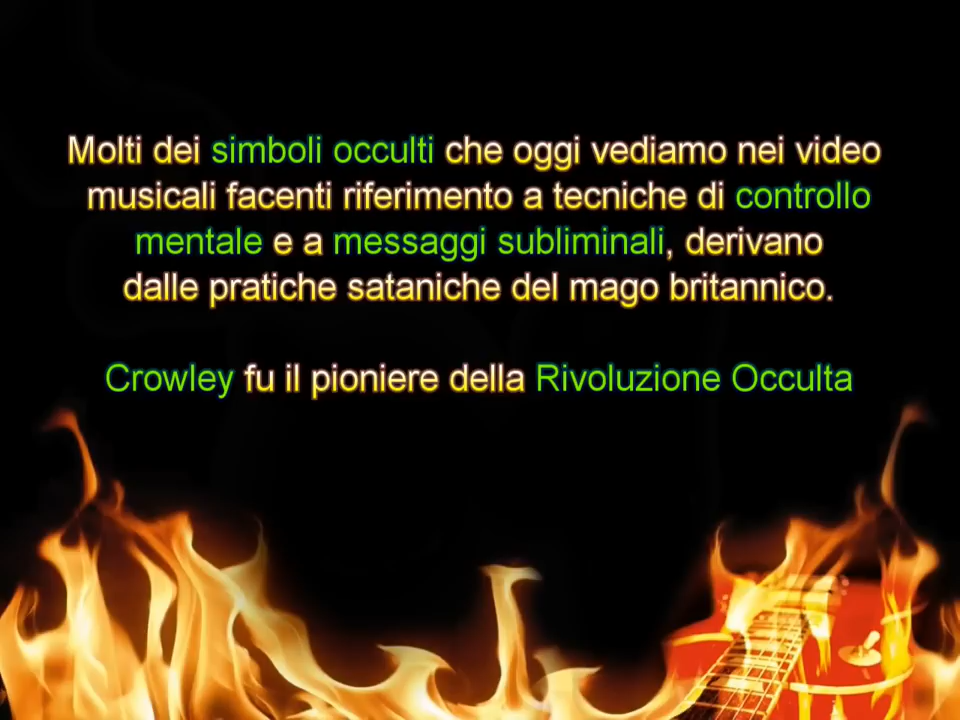 Molti dei simboli occulti che oggi vediamo nei video
musicali facenti riferimento a tecniche di controllo
mentale e a messaggi subliminali, derivano
dalle pratiche sataniche del mago britannico.
Crowley fu il pioniere della Rivoluzione Occulta